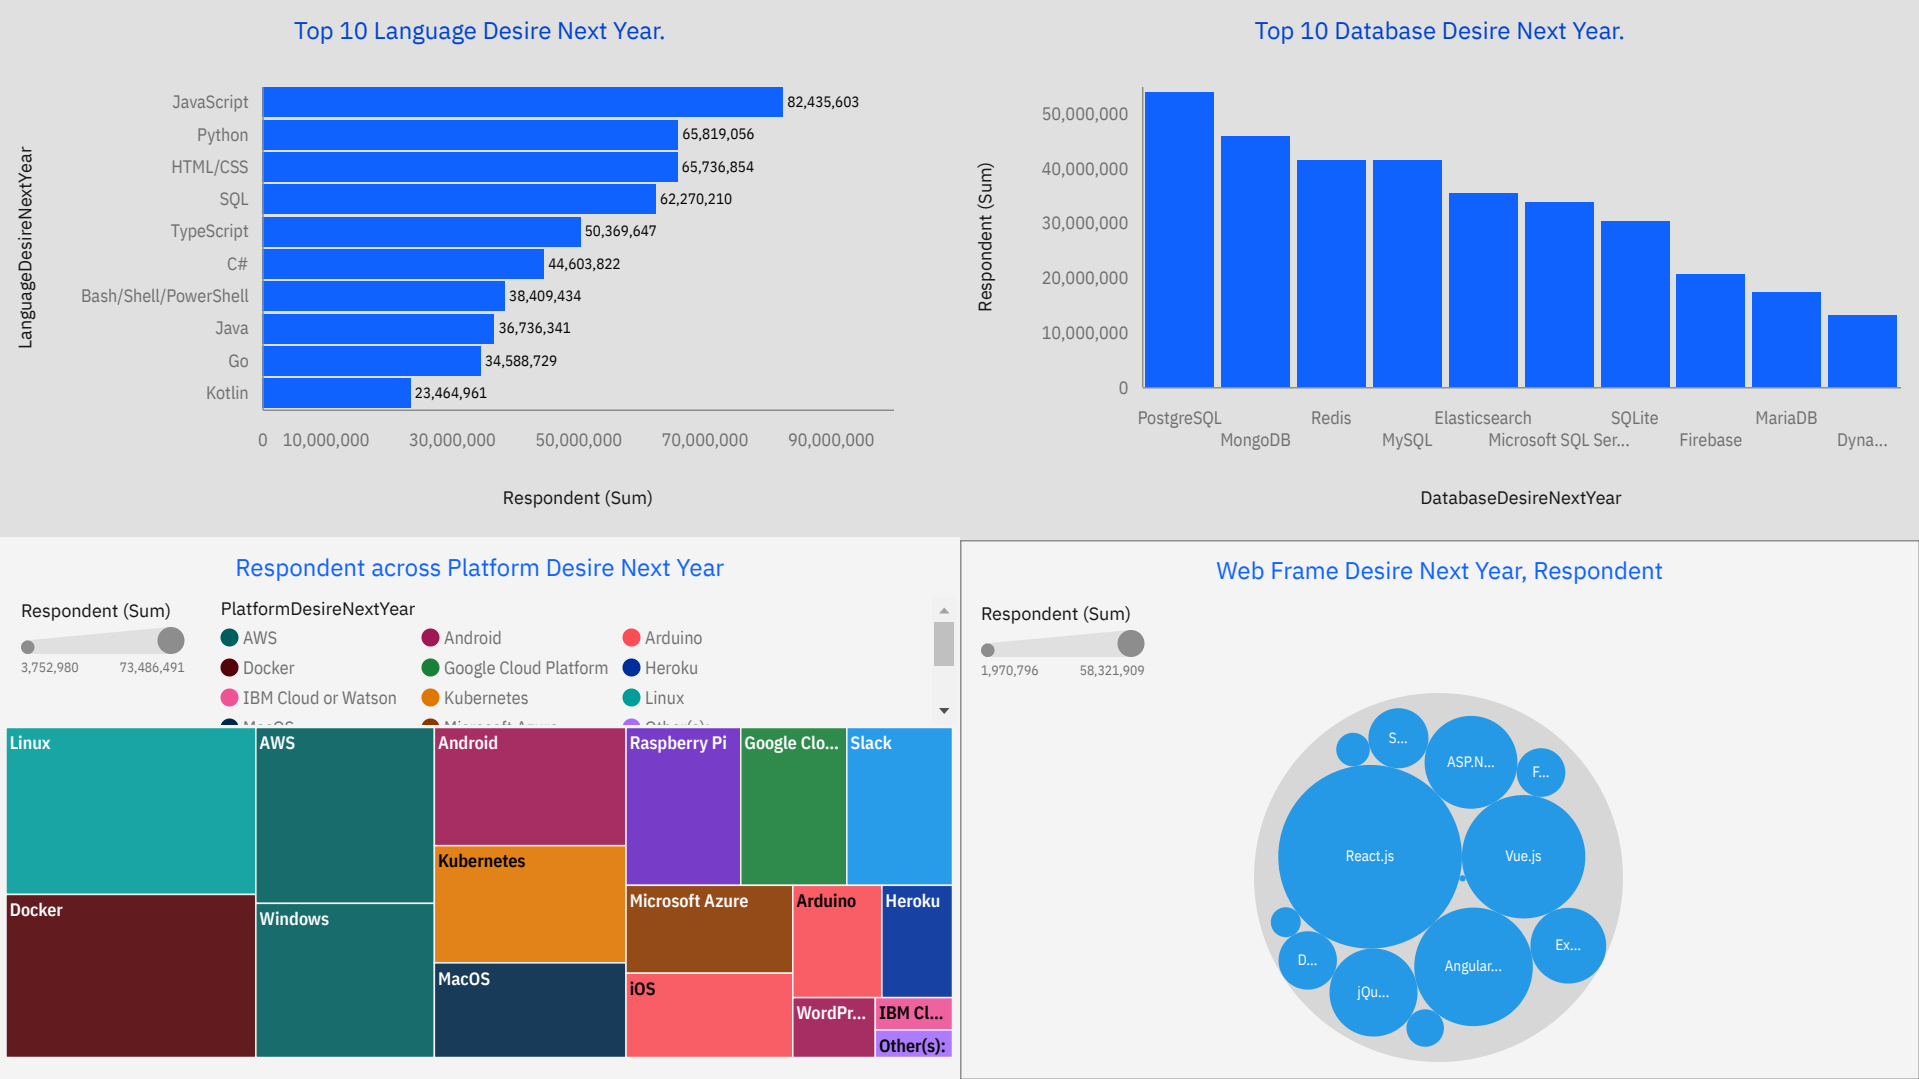 Top 10 Language Desire Next Year.
LanguageDesireNextYear
JavaScript 82,435,603
Python 65,819,056
HTML/CSS 65,736,854
SQL 62,270,210
TypeScript 50,369,647
C# 44,603,822
Bash/Shell/PowerShell 38,409,434
Java 36,736,341
Go 34,588,729
Kotlin 23,464,961
0 10,000,000 30,000,000 50,000,000 70,000,000 90,000,000
Respondent (Sum)
Top 10 Database Desire Next Year.
Respondent (Sum)
50,000,000
40,000,000
30,000,000
20,000,000
10,000,000
0
PostgreSQL Redis Elasticsearch SQLite MariaDB
MongoDB MySQL Microsoft SQL Ser... Firebase Dyna...
DatabaseDesireNextYear
Respondent across Platform Desire Next Year
Respondent (Sum)
3,752,980 73,486,491
PlatformDesireNextYear
AWS Android Arduino
Docker Google Cloud Platform Heroku
IBM Cloud or Watson Kubernetes Linux
MacOS Microsoft Azure Other(s):
Linux AWS Android Raspberry Pi Google Clo... Slack
Kubernetes
Docker Windows Microsoft Azure Arduino Heroku
MacOS iOS
WordPr... IBM Cl...
Other(s):
Web Frame Desire Next Year, Respondent
Respondent (Sum)
1,970,796 58,321,909
S...
ASP.N...
F...
React.js Vue.js
Ex...
D... Angular...
jQu...